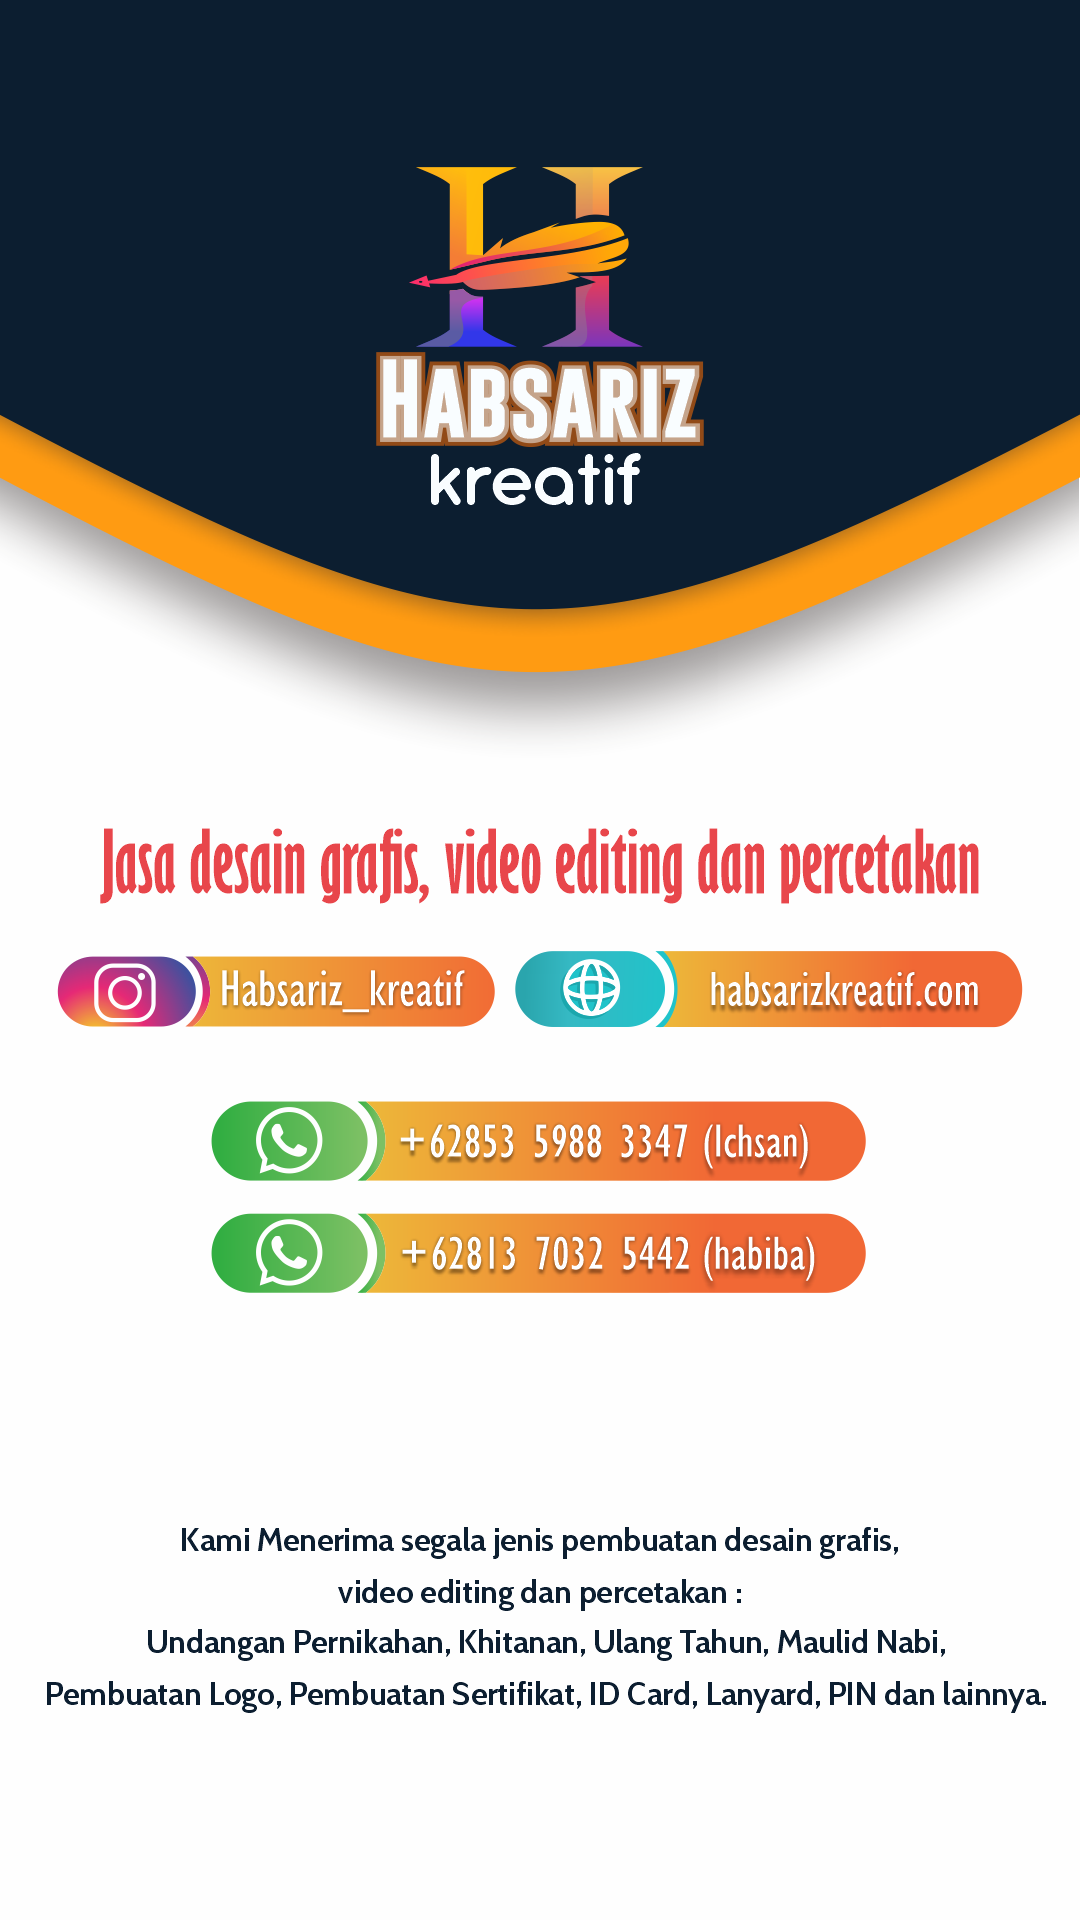 H
Habsariz
kreatif
Jasa desain grafis, video editing dan percetakan
Habsariz_kreatif
habsarizkreatif.com
+62853 5988 3347 (Ichsan)
+62813 7032 5442 (habiba)
Kami Menerima segala jenis pembuatan desain grafis,
video editing dan percetakan :
Undangan Pernikahan, Khitanan, Ulang Tahun, Maulid Nabi,
Pembuatan Logo, Pembuatan Sertifikat, ID Card, Lanyard, PIN dan lainnya.